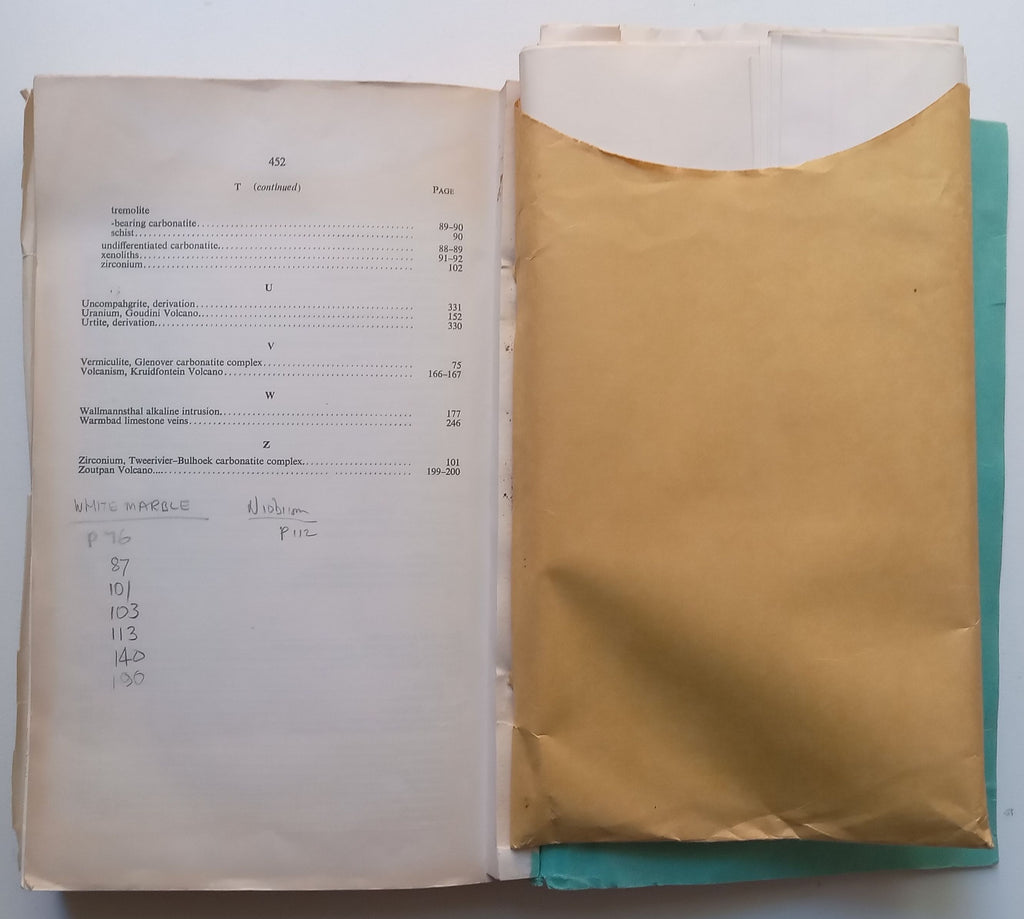 452
T (continued) PAGE
tremolite
-bearing carbonatite........................................ 89–90
schist........................................ 90
undifferentiated carbonatite........................................ 88–89
xenoliths........................................ 91–92
zirconium........................................ 102
U
Uncompahgrite, derivation........................................ 331
Uranium, Goudini Volcano........................................ 152
Urtite, derivation........................................ 330
V
Vermiculite, Glenover carbonatite complex........................................ 75
Volcanism, Kruidfontein Volcano........................................ 166–167
W
Wallmannsthal alkaline intrusion........................................ 177
Warmbad limestone veins........................................ 246
Z
Zirconium, Tweerivier–Bulhoek carbonatite complex........................................ 101
Zoutpan Volcano........................................ 199–200
WHITE MARBLE Niobium
P 76 P 112
87
101
103
113
140
190